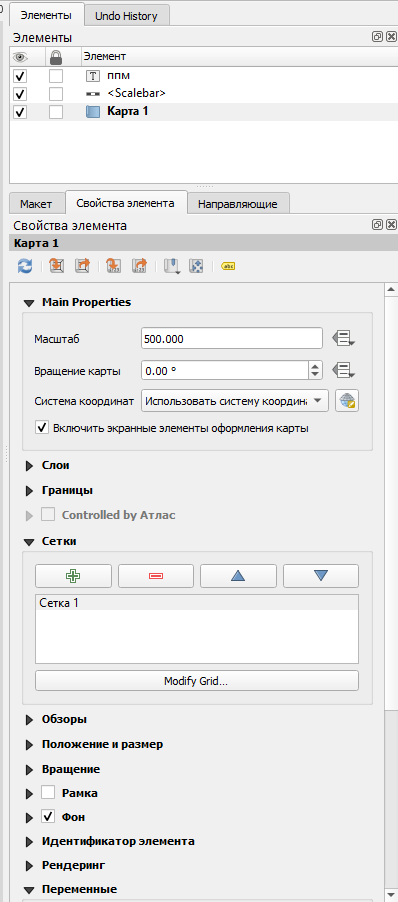 Элементы Undo History
Элементы
Элемент
ппм
<Scalebar>
Карта 1
Макет Свойства элемента Направляющие
Свойства элемента
Карта 1
abc
Main Properties
Масштаб 500.000
Вращение карты 0.00 °
Система координат Использовать систему координа
Включить экранные элементы оформления карты
Слои
Границы
Controlled by Атлас
Сетки
Сетка 1
Modify Grid...
Обзоры
Положение и размер
Вращение
Рамка
Фон
Идентификатор элемента
Рендеринг
Переменные